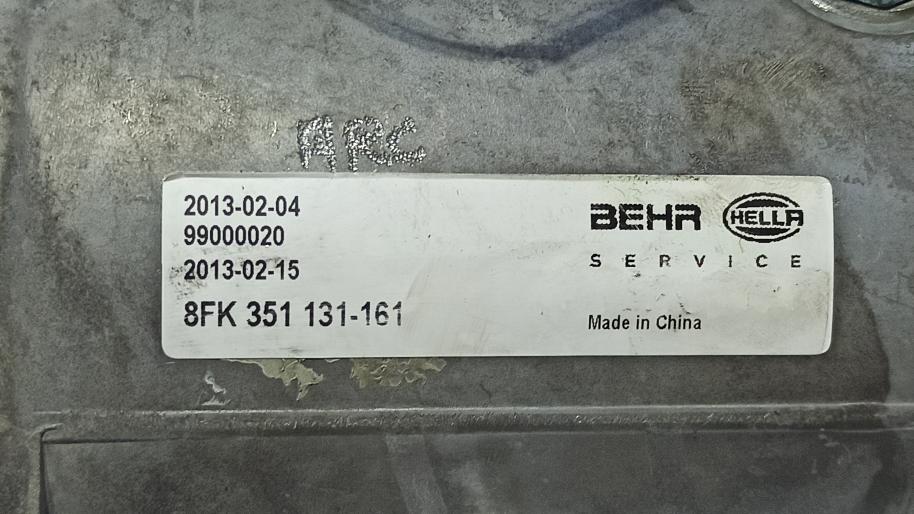 ARC
2013-02-04
99000020
2013-02-15
8FK 351 131-161
BEHR HELLA
SERVICE
Made in China